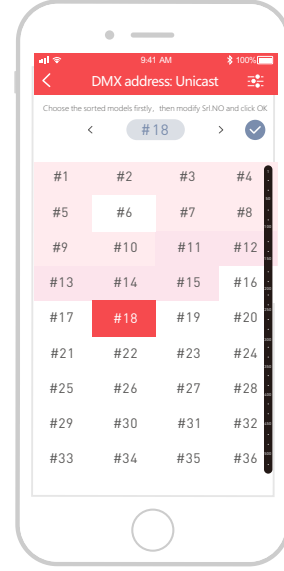 9:41 AM 100%
DMX address: Unicast
Choose the sorted models firstly, then modify Srl.NO and click OK
< #18 >
#1 #2 #3 #4
#5 #6 #7 #8
#9 #10 #11 #12
#13 #14 #15 #16
#17 #18 #19 #20
#21 #22 #23 #24
#25 #26 #27 #28
#29 #30 #31 #32
#33 #34 #35 #36